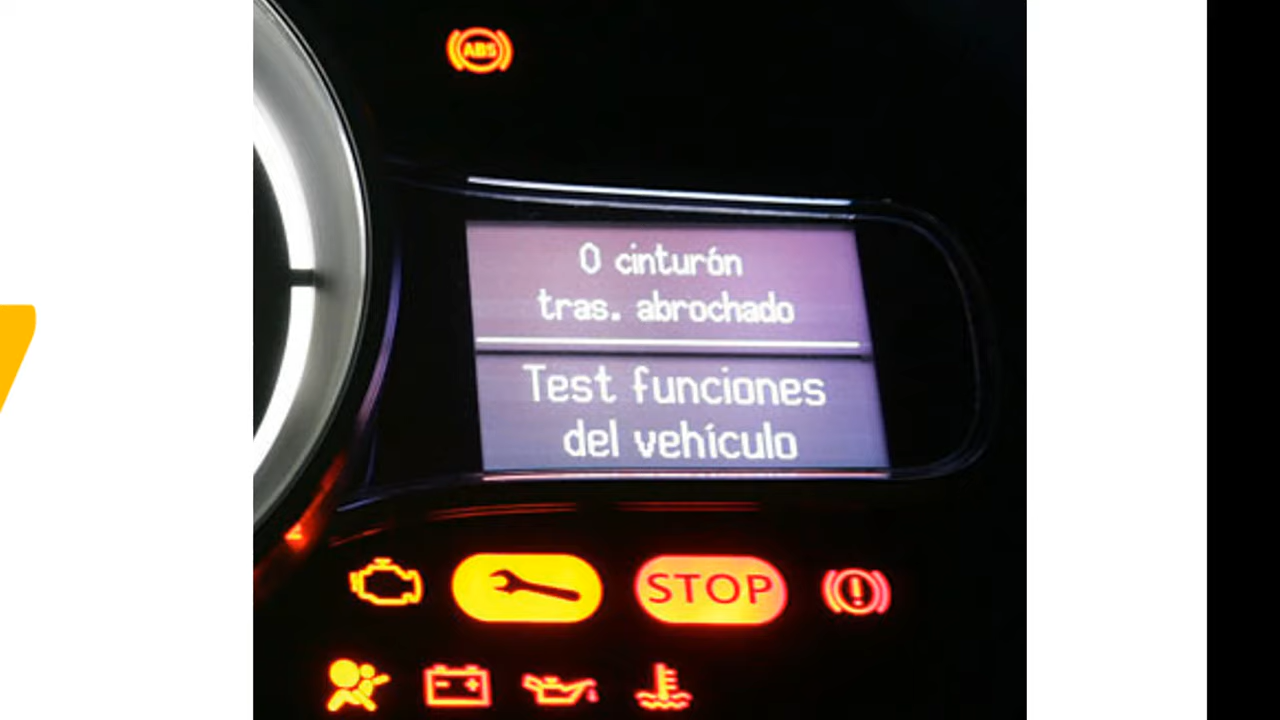 ABS
0 cinturón
tras. abrochado
Test funciones
del vehículo
STOP